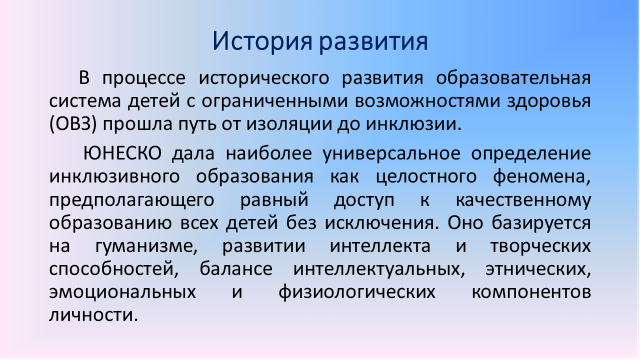 История развития
В процессе исторического развития образовательная
система детей с ограниченными возможностями здоровья
(ОВЗ) прошла путь от изоляции до инклюзии.
ЮНЕСКО дала наиболее универсальное определение
инклюзивного образования как целостного феномена,
предполагающего равный доступ к качественному
образованию всех детей без исключения. Оно базируется
на гуманизме, развитии интеллекта и творческих
способностей, балансе интеллектуальных, этнических,
эмоциональных и физиологических компонентов
личности.